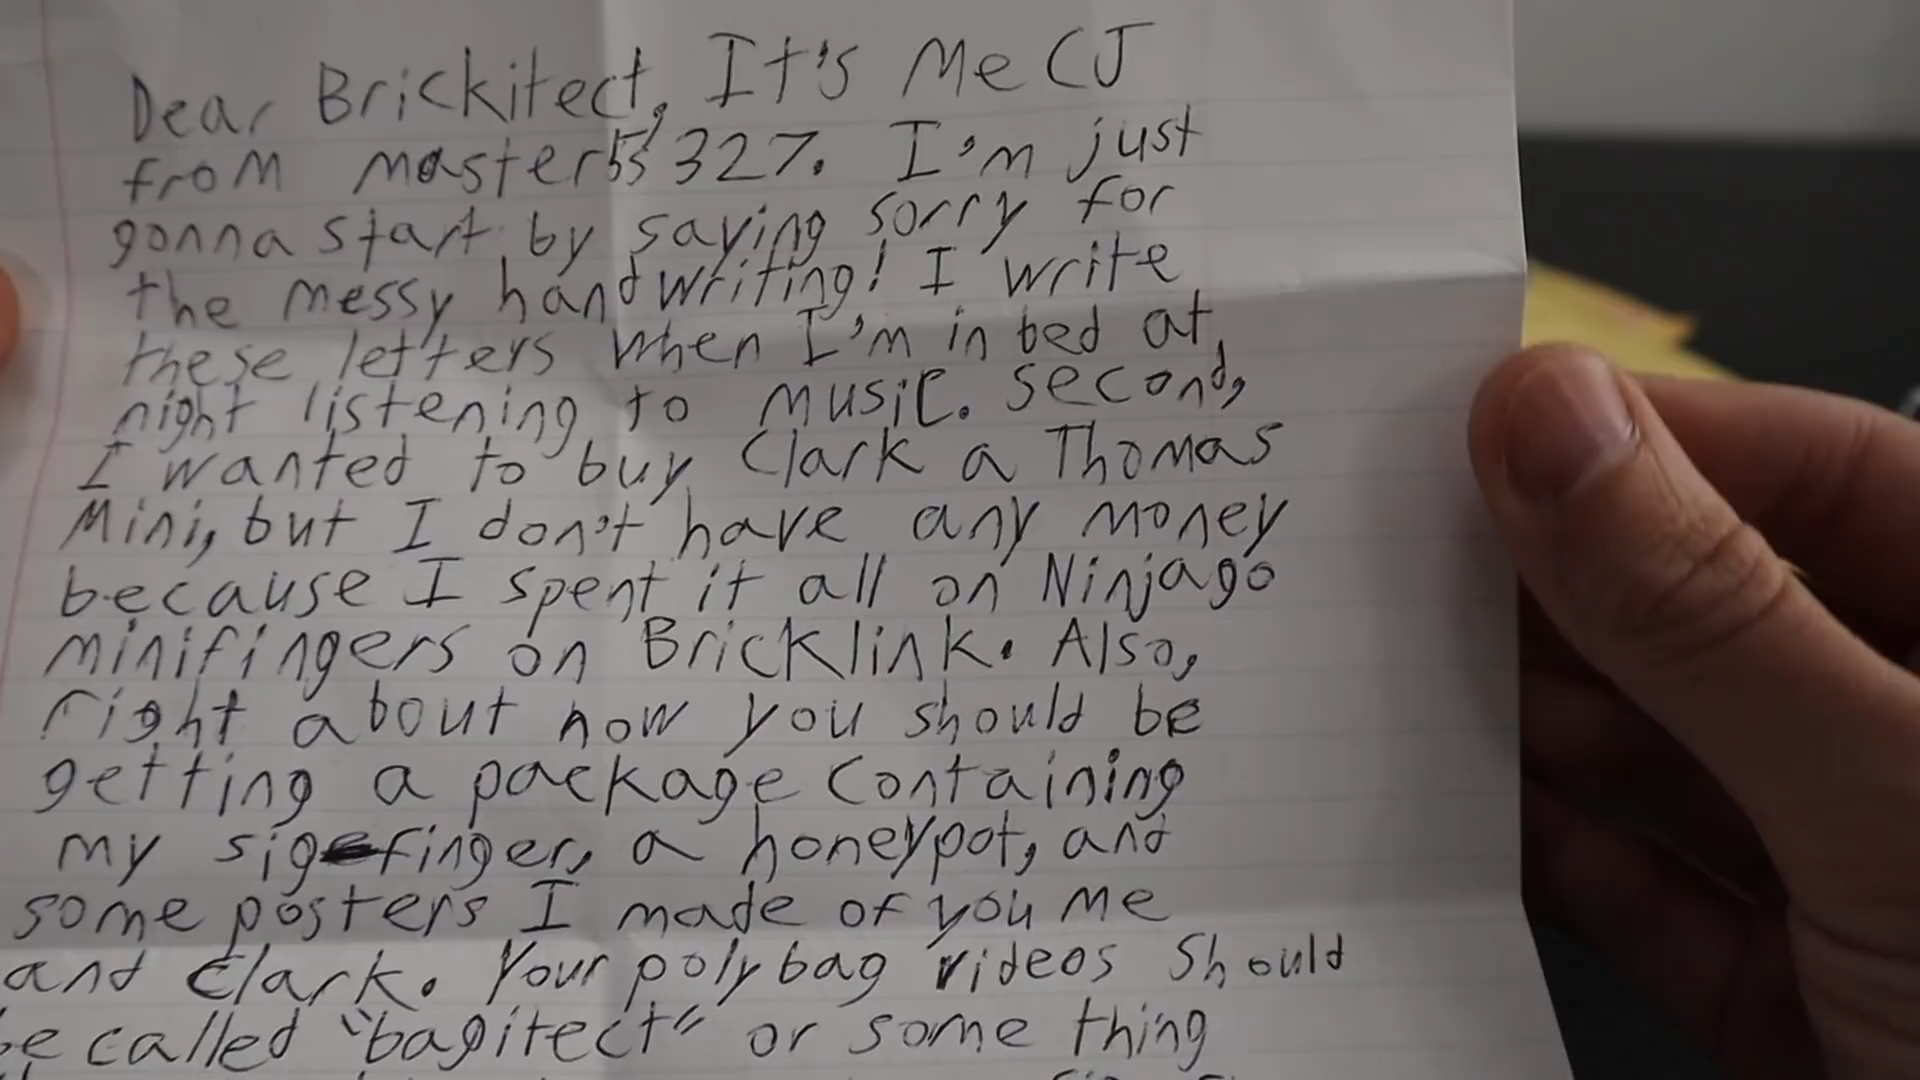 Dear Brickitect, It's Me CJ
from master55327. I'm just
gonna start by saying sorry for
the messy handwriting! I write
these letters when I'm in bed at
night listening to music. second,
I wanted to buy Clark a Thomas
Mini, but I don't have any money
because I spent it all on Ninjago
minifingers on Bricklink. Also,
right about now you should be
getting a package containing
my sigfinger, a honeypot, and
some posters I made of you me
and Clark. Your polybag videos should
be called "bagitect" or some thing